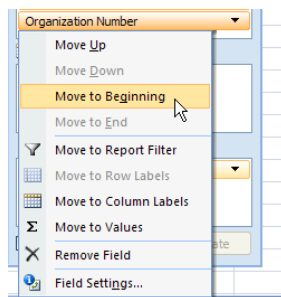 Organization Number
Move Up
Move Down
Move to Beginning
Move to End
Move to Report Filter
Move to Row Labels
Move to Column Labels
Σ Move to Values
Remove Field
Field Settings...